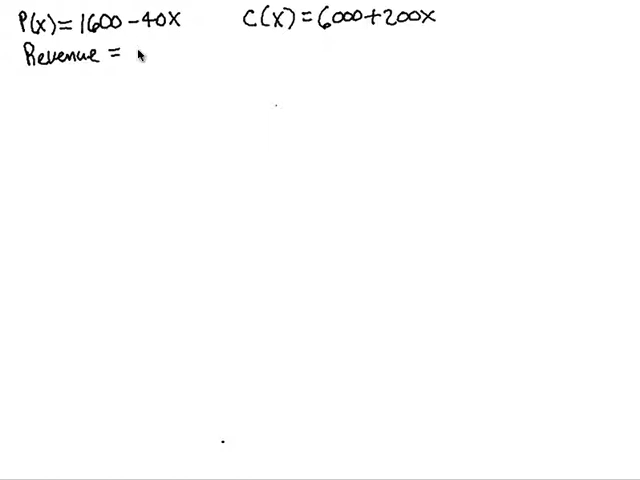 P(x) = 1600 - 40x C(x) = 6000 + 200x
Revenue =